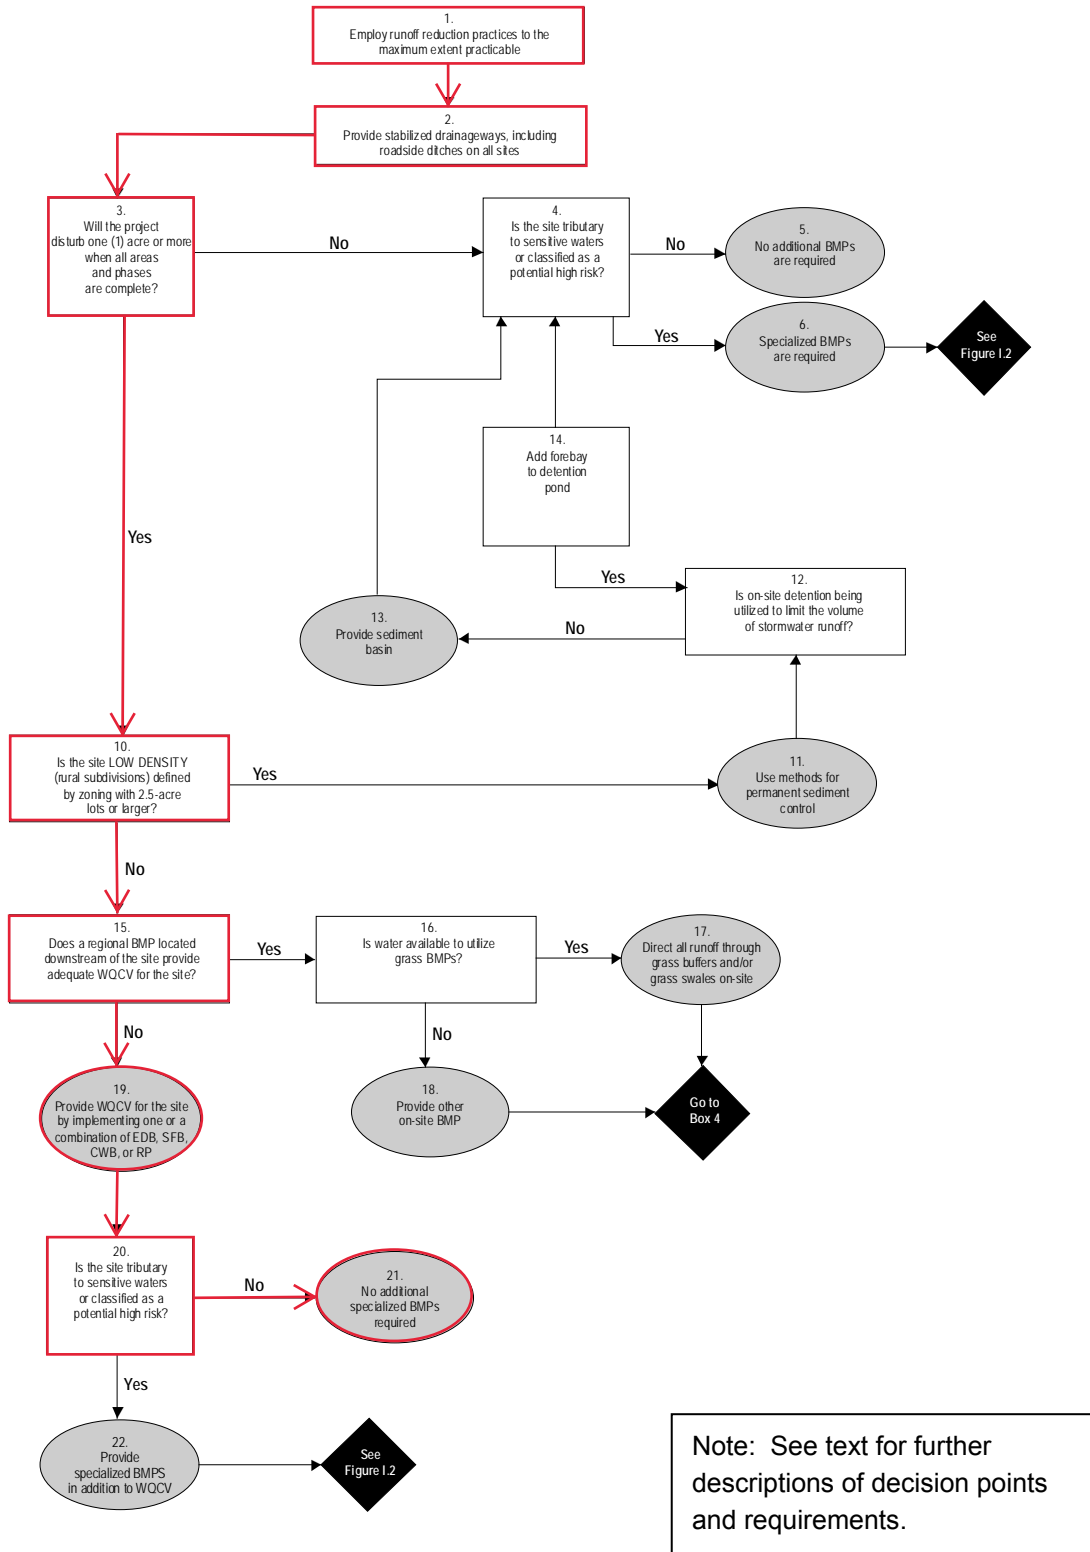 1.
Employ runoff reduction practices to the
maximum extent practicable
2.
Provide stabilized drainageways, including
roadside ditches on all sites
3.
Will the project
disturb one (1) acre or more
when all areas
and phases
are complete?
No
4.
Is the site tributary
to sensitive waters
or classified as a
potential high risk?
No
5.
No additional BMPs
are required
Yes
6.
Specialized BMPs
are required
See
Figure I.2
14.
Add forebay
to detention
pond
Yes
Yes
12.
Is on-site detention being
utilized to limit the volume
of stormwater runoff?
No
13.
Provide sediment
basin
10.
Is the site LOW DENSITY
(rural subdivisions) defined
by zoning with 2.5-acre
lots or larger?
Yes
11.
Use methods for
permanent sediment
control
No
15.
Does a regional BMP located
downstream of the site provide
adequate WQCV for the site?
Yes
16.
Is water available to utilize
grass BMPs?
Yes
17.
Direct all runoff through
grass buffers and/or
grass swales on-site
No
No
19.
Provide WQCV for the site
by implementing one or a
combination of EDB, SFB,
CWB, or RP
18.
Provide other
on-site BMP
Go to
Box 4
20.
Is the site tributary
to sensitive waters
or classified as a
potential high risk?
No
21.
No additional
specialized BMPs
required
Yes
22.
Provide
specialized BMPS
in addition to WQCV
See
Figure I.2
Note: See text for further
descriptions of decision points
and requirements.